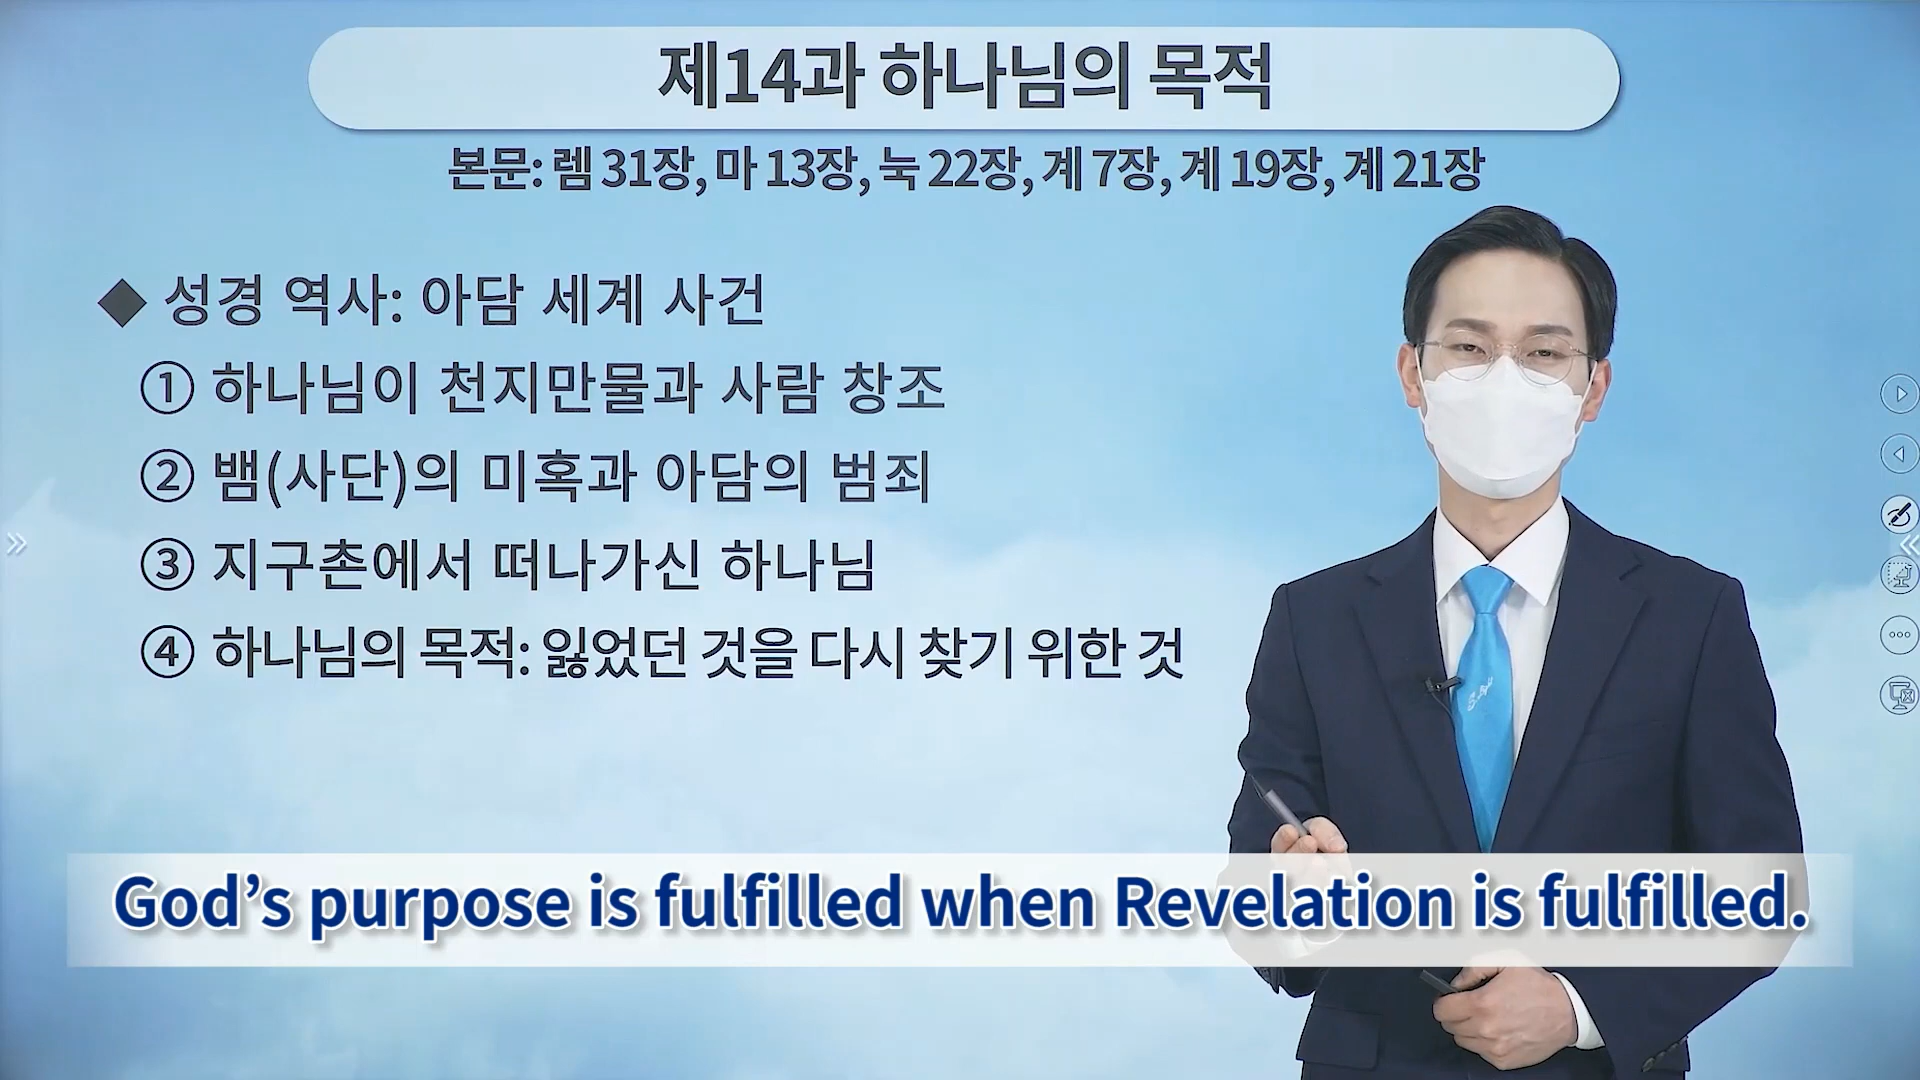 제14과 하나님의 목적
본문: 렘 31장, 마 13장, 눅 22장, 계 7장, 계 19장, 계 21장
◆ 성경 역사: 아담 세계 사건
① 하나님이 천지만물과 사람 창조
② 뱀(사단)의 미혹과 아담의 범죄
③ 지구촌에서 떠나가신 하나님
④ 하나님의 목적: 잃었던 것을 다시 찾기 위한 것
God’s purpose is fulfilled when Revelation is fulfilled.